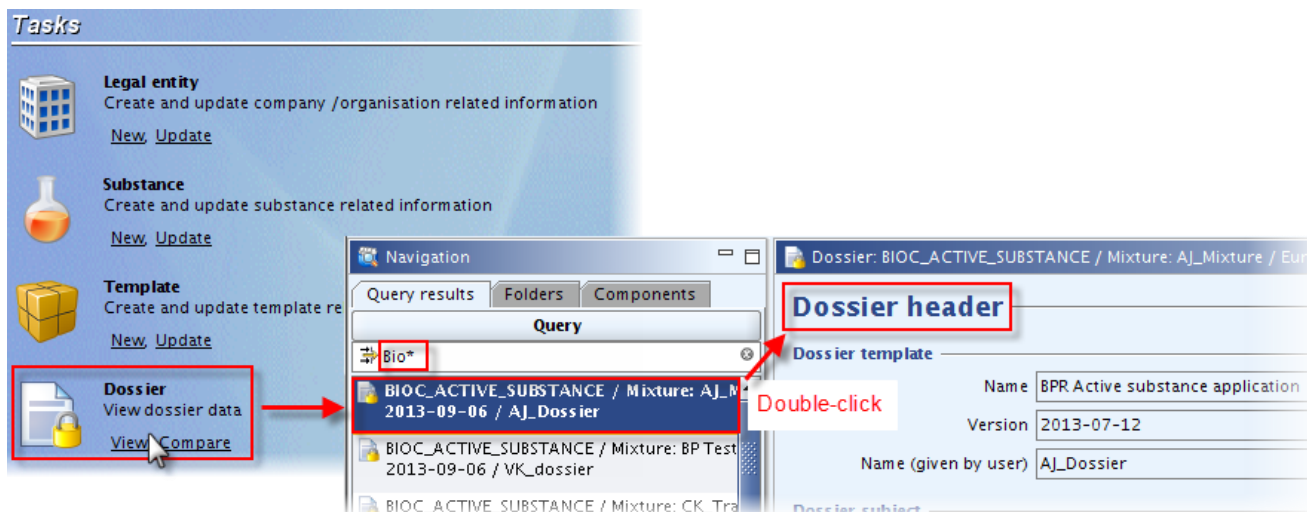 Tasks
Legal entity
Create and update company /organisation related information
New, Update
Substance
Create and update substance related information
New, Update
Template
Create and update template re
New, Update
Dossier
View dossier data
View Compare
Navigation
Query results Folders Components
Query
Bio*
BIOC_ACTIVE_SUBSTANCE / Mixture: AJ_M
2013-09-06 / AJ_Dossier
BIOC_ACTIVE_SUBSTANCE / Mixture: BP Test
2013-09-06 / VK_dossier
BIOC_ACTIVE_SUBSTANCE / Mixture: CK_Tra
Double-click
Dossier: BIOC_ACTIVE_SUBSTANCE / Mixture: AJ_Mixture / Eur
Dossier header
Dossier template
Name BPR Active substance application
Version 2013-07-12
Name (given by user) AJ_Dossier
Dossier subject